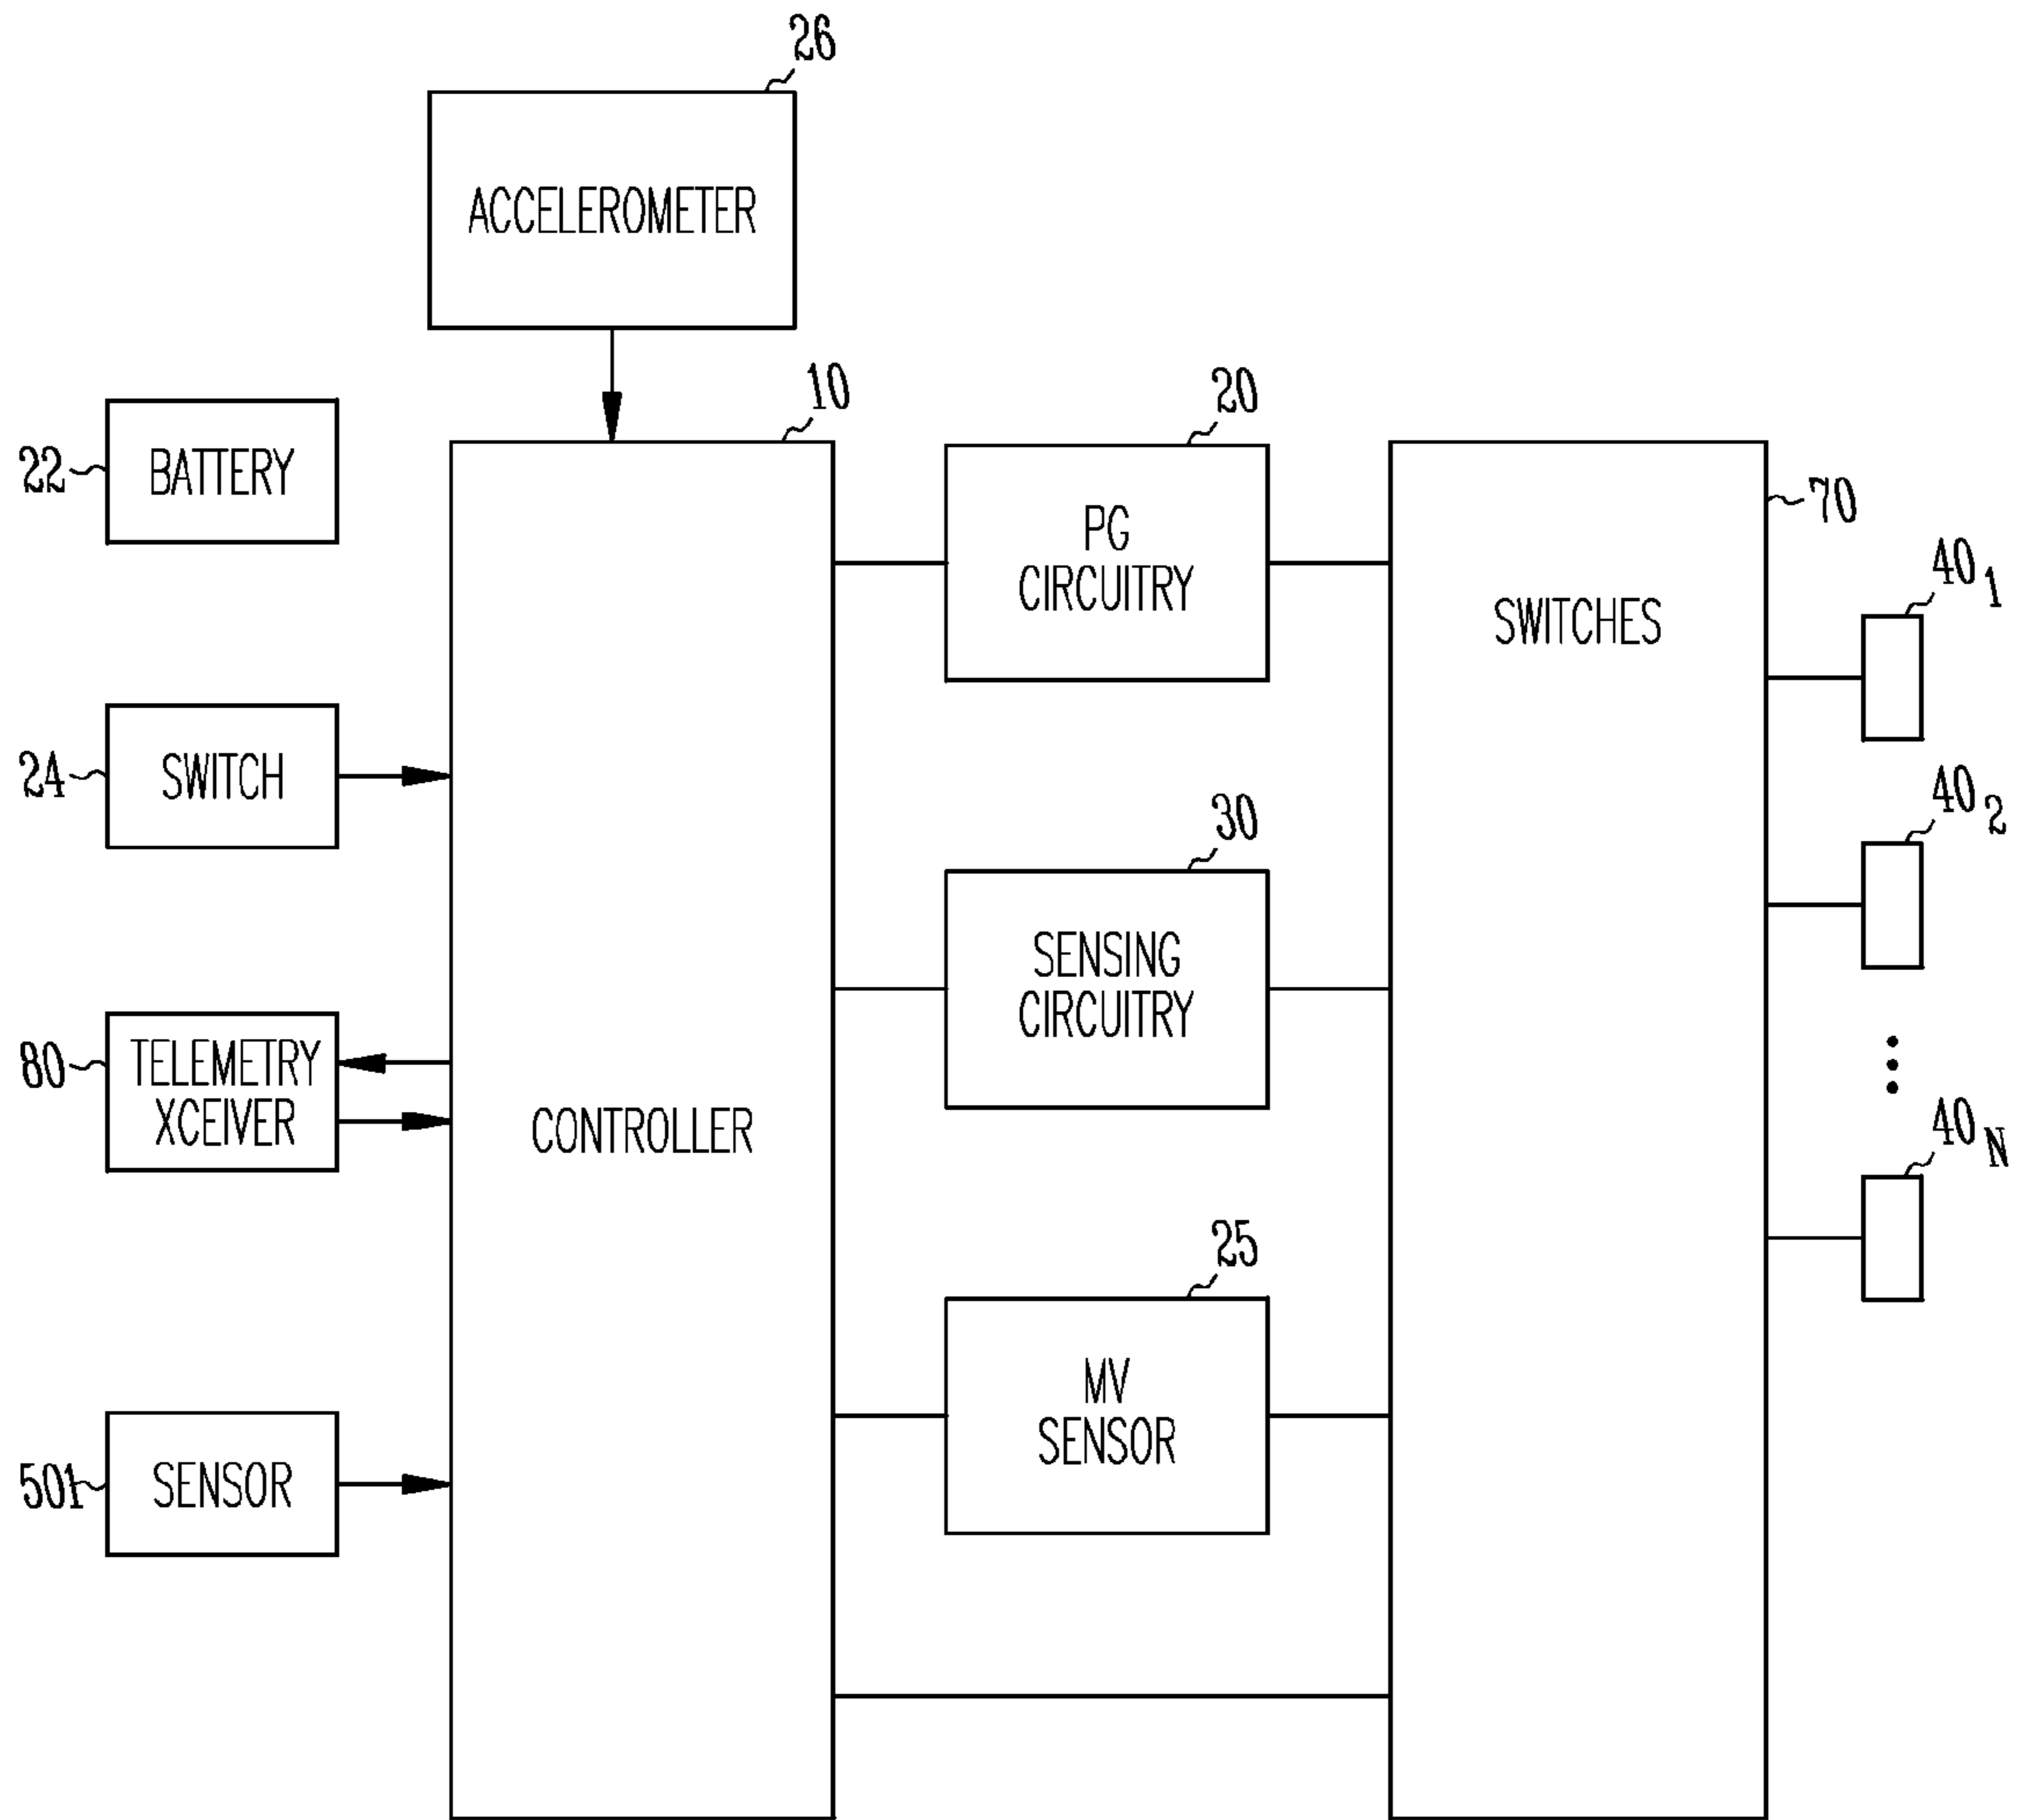 26
ACCELEROMETER
10
20
22
BATTERY
PG
CIRCUITRY
70
SWITCHES
40 1
24
SWITCH
40 2
30
SENSING
CIRCUITRY
80
TELEMETRY
XCEIVER
CONTROLLER
40 N
25
MV
SENSOR
501
SENSOR